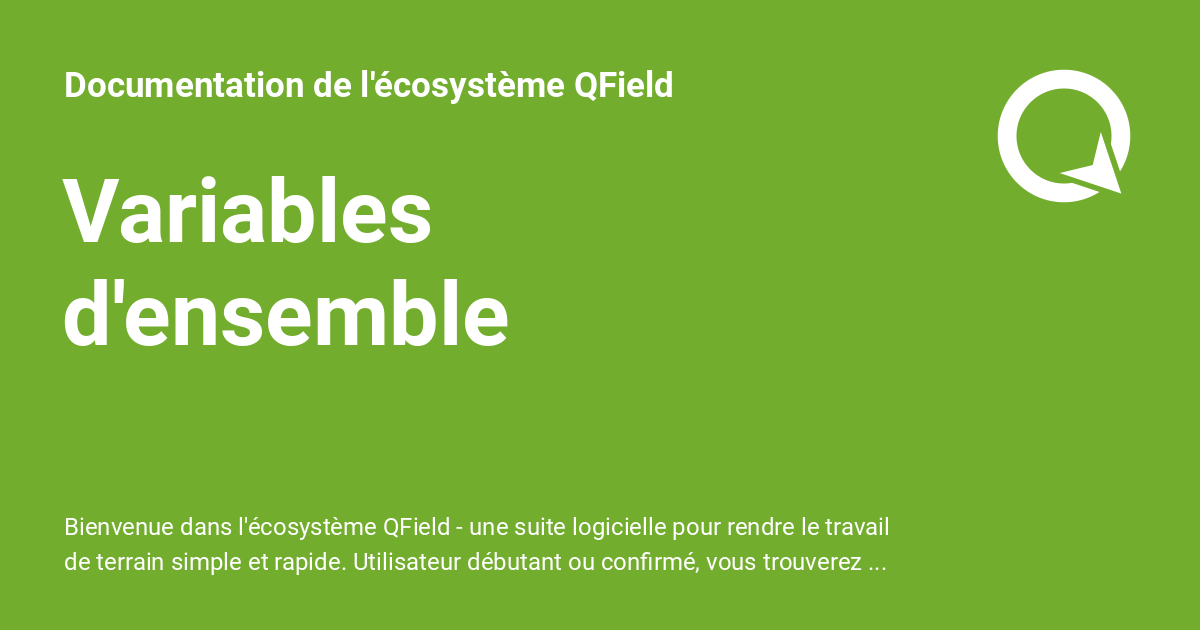 Documentation de l'écosystème QField
Variables
d'ensemble
Bienvenue dans l'écosystème QField - une suite logicielle pour rendre le travail
de terrain simple et rapide. Utilisateur débutant ou confirmé, vous trouverez ...